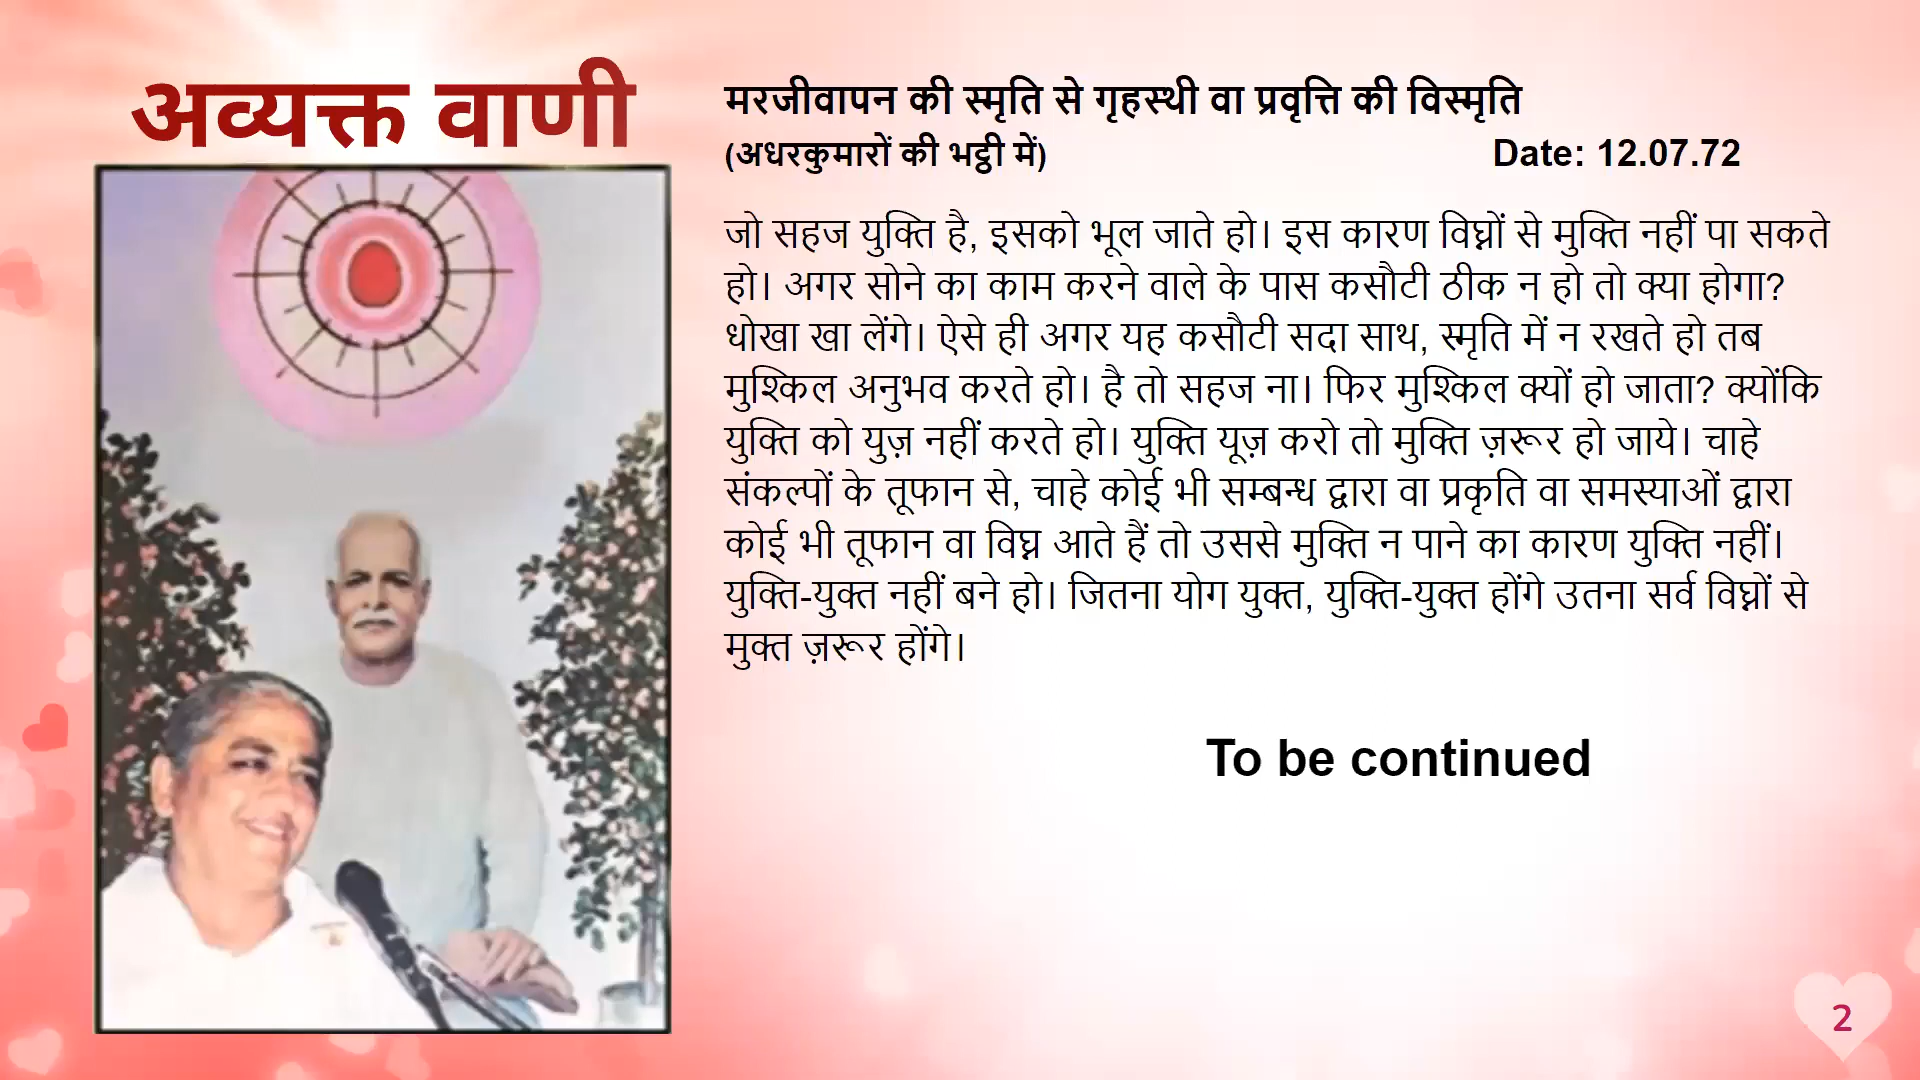 अव्यक्त वाणी
मरजीवापन की स्मृति से गृहस्थी वा प्रवृत्ति की विस्मृति
(अधरकुमारों की भट्ठी में) Date: 12.07.72
जो सहज युक्ति है, इसको भूल जाते हो। इस कारण विघ्नों से मुक्ति नहीं पा सकते
हो। अगर सोने का काम करने वाले के पास कसौटी ठीक न हो तो क्या होगा?
धोखा खा लेंगे। ऐसे ही अगर यह कसौटी सदा साथ, स्मृति में न रखते हो तब
मुश्किल अनुभव करते हो। है तो सहज ना। फिर मुश्किल क्यों हो जाता? क्योंकि
युक्ति को युज़ नहीं करते हो। युक्ति यूज़ करो तो मुक्ति ज़रूर हो जाये। चाहे
संकल्पों के तूफान से, चाहे कोई भी सम्बन्ध द्वारा वा प्रकृति वा समस्याओं द्वारा
कोई भी तूफान वा विघ्न आते हैं तो उससे मुक्ति न पाने का कारण युक्ति नहीं।
युक्ति-युक्त नहीं बने हो। जितना योग युक्त, युक्ति-युक्त होंगे उतना सर्व विघ्नों से
मुक्त ज़रूर होंगे।
To be continued
2